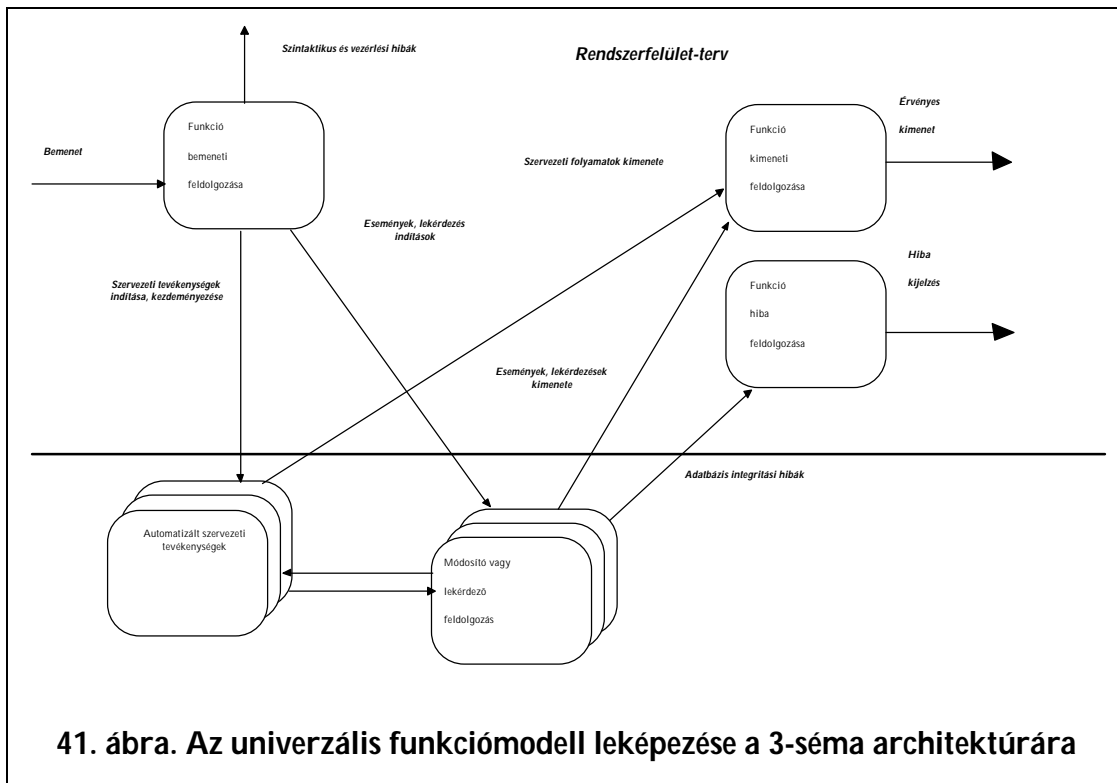 Szintaktikus és vezérlési hibák
Rendszerfelület-terv
Bemenet
Funkció
bemeneti
feldolgozása
Szervezeti folyamatok kimenete
Funkció
kimeneti
feldolgozása
Érvényes
kimenet
Események, lekérdezés
indítások
Szervezeti tevékenységek
indítása, kezdeményezése
Funkció
hiba
feldolgozása
Hiba
kijelzés
Események, lekérdezések
kimenete
Adatbázis integritási hibák
Automatizált szervezeti
tevékenységek
Módosító vagy
lekérdező
feldolgozás
41. ábra. Az univerzális funkciómodell leképezése a 3-séma architektúrára